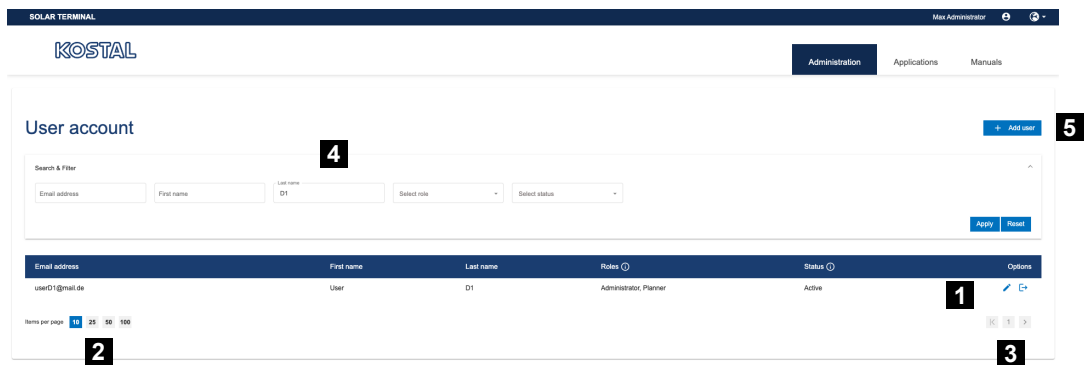 SOLAR TERMINAL Max Administrator
KOSTAL
Administration Applications Manuals
User account
+ Add user 5
4
Search & Filter
Last name
Email address First name D1 Select role Select status
Apply Reset
Email address First name Last name Roles Status Options
userD1@mail.de User D1 Administrator, Planner Active
1
Items per page 10 25 50 100 1
2 3